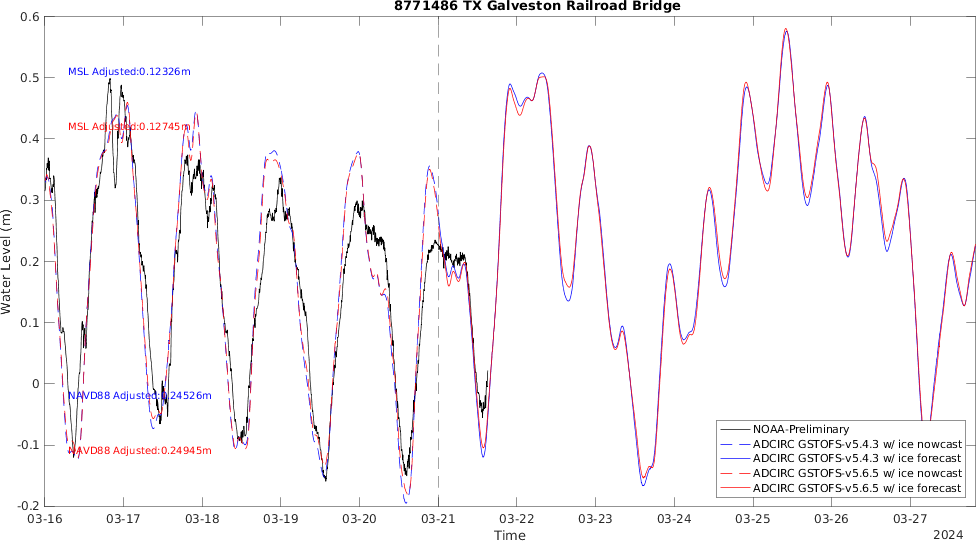 8771486 TX Galveston Railroad Bridge
Water Level (m)
0.6
0.5
0.4
0.3
0.2
0.1
0
-0.1
-0.2
MSL Adjusted:0.12326m
MSL Adjusted:0.12745m
NAVD88 Adjusted:0.24526m
NAVD88 Adjusted:0.24945m
NOAA-Preliminary
ADCIRC GSTOFS-v5.4.3 w/ ice nowcast
ADCIRC GSTOFS-v5.4.3 w/ ice forecast
ADCIRC GSTOFS-v5.6.5 w/ ice nowcast
ADCIRC GSTOFS-v5.6.5 w/ ice forecast
03-16 03-17 03-18 03-19 03-20 03-21 03-22 03-23 03-24 03-25 03-26 03-27
Time
2024